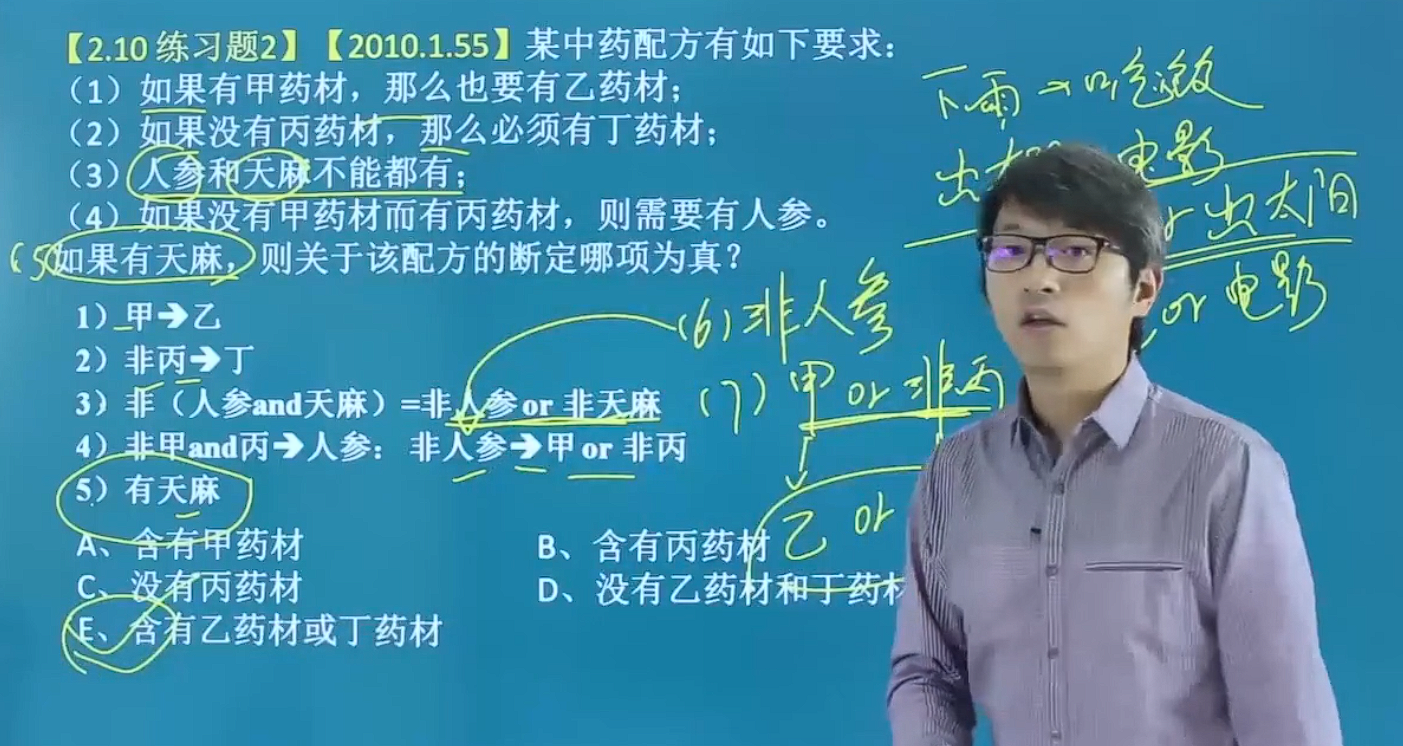 【2.10 练习题2】【2010.1.55】某中药配方有如下要求：
（1）如果有甲药材，那么也要有乙药材；
（2）如果没有丙药材，那么必须有丁药材；
（3）人参和天麻不能都有；
（4）如果没有甲药材而有丙药材，则需要有人参。
(5 如果有天麻，则关于该配方的断定哪项为真？
1）甲→乙
2）非丙→丁
3）非（人参and天麻）=非人参or 非天麻
4）非甲and丙→人参： 非人参→甲or 非丙
5）有天麻
A、含有甲药材
B、含有丙药材
C、没有丙药材
D、没有乙药材和丁药材
E、含有乙药材或丁药材
下雨→吃饭
出太 电影
or 出太阳
or 电影
(6) 非人参
(7) 甲 or 非丙
乙 or